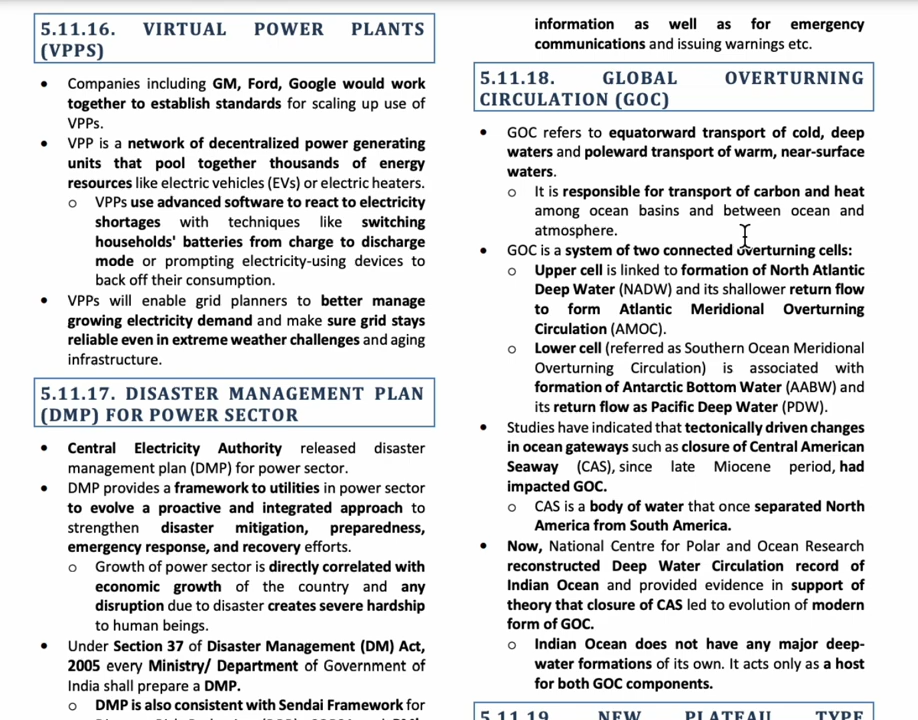 5.11.16. VIRTUAL POWER PLANTS
(VPPS)
• Companies including GM, Ford, Google would work
together to establish standards for scaling up use of
VPPs.
• VPP is a network of decentralized power generating
units that pool together thousands of energy
resources like electric vehicles (EVs) or electric heaters.
o VPPs use advanced software to react to electricity
shortages with techniques like switching
households' batteries from charge to discharge
mode or prompting electricity-using devices to
back off their consumption.
• VPPs will enable grid planners to better manage
growing electricity demand and make sure grid stays
reliable even in extreme weather challenges and aging
infrastructure.
5.11.17. DISASTER MANAGEMENT PLAN
(DMP) FOR POWER SECTOR
• Central Electricity Authority released disaster
management plan (DMP) for power sector.
• DMP provides a framework to utilities in power sector
to evolve a proactive and integrated approach to
strengthen disaster mitigation, preparedness,
emergency response, and recovery efforts.
o Growth of power sector is directly correlated with
economic growth of the country and any
disruption due to disaster creates severe hardship
to human beings.
• Under Section 37 of Disaster Management (DM) Act,
2005 every Ministry/ Department of Government of
India shall prepare a DMP.
o DMP is also consistent with Sendai Framework for
information as well as for emergency
communications and issuing warnings etc.
5.11.18. GLOBAL OVERTURNING
CIRCULATION (GOC)
• GOC refers to equatorward transport of cold, deep
waters and poleward transport of warm, near-surface
waters.
o It is responsible for transport of carbon and heat
among ocean basins and between ocean and
atmosphere.
• GOC is a system of two connected overturning cells:
o Upper cell is linked to formation of North Atlantic
Deep Water (NADW) and its shallower return flow
to form Atlantic Meridional Overturning
Circulation (AMOC).
o Lower cell (referred as Southern Ocean Meridional
Overturning Circulation) is associated with
formation of Antarctic Bottom Water (AABW) and
its return flow as Pacific Deep Water (PDW).
• Studies have indicated that tectonically driven changes
in ocean gateways such as closure of Central American
Seaway (CAS), since late Miocene period, had
impacted GOC.
o CAS is a body of water that once separated North
America from South America.
• Now, National Centre for Polar and Ocean Research
reconstructed Deep Water Circulation record of
Indian Ocean and provided evidence in support of
theory that closure of CAS led to evolution of modern
form of GOC.
o Indian Ocean does not have any major deep-
water formations of its own. It acts only as a host
for both GOC components.
5.11.19. NEW PLATEAU TYPE